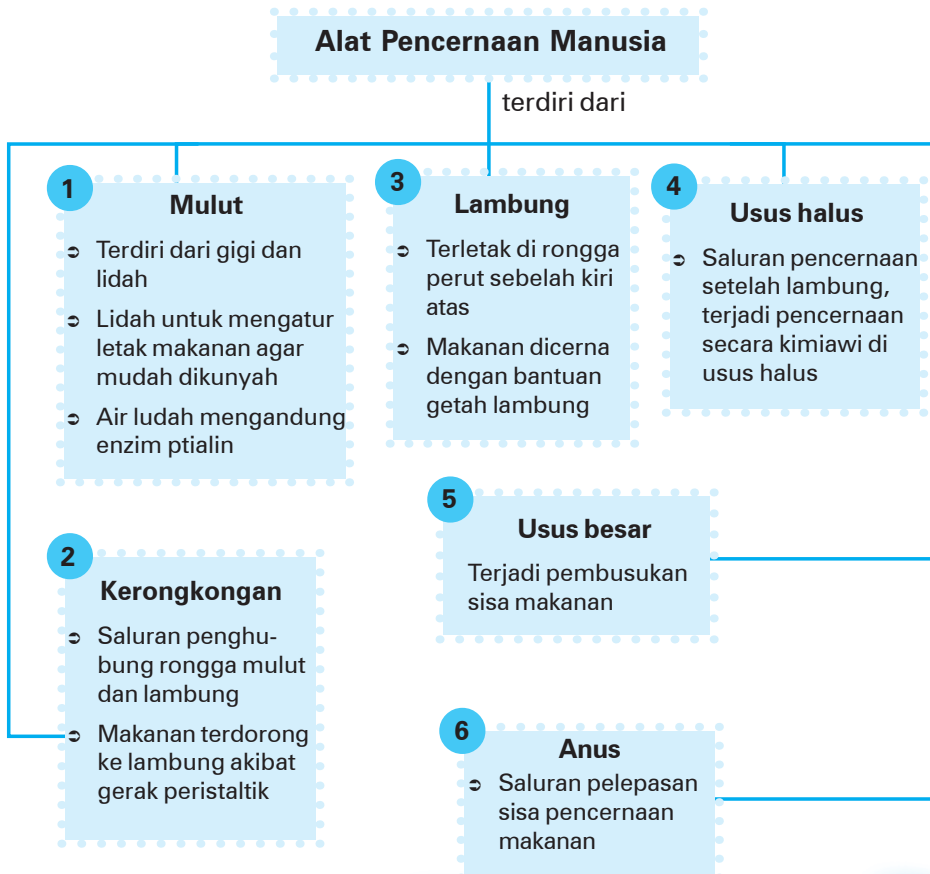 Alat Pencernaan Manusia
terdiri dari
1
Mulut
➲ Terdiri dari gigi dan
lidah
➲ Lidah untuk mengatur
letak makanan agar
mudah dikunyah
➲ Air ludah mengandung
enzim ptialin
2
Kerongkongan
➲ Saluran penghu-
bung rongga mulut
dan lambung
➲ Makanan terdorong
ke lambung akibat
gerak peristaltik
3
Lambung
➲ Terletak di rongga
perut sebelah kiri
atas
➲ Makanan dicerna
dengan bantuan
getah lambung
4
Usus halus
➲ Saluran pencernaan
setelah lambung,
terjadi pencernaan
secara kimiawi di
usus halus
5
Usus besar
Terjadi pembusukan
sisa makanan
6
Anus
➲ Saluran pelepasan
sisa pencernaan
makanan